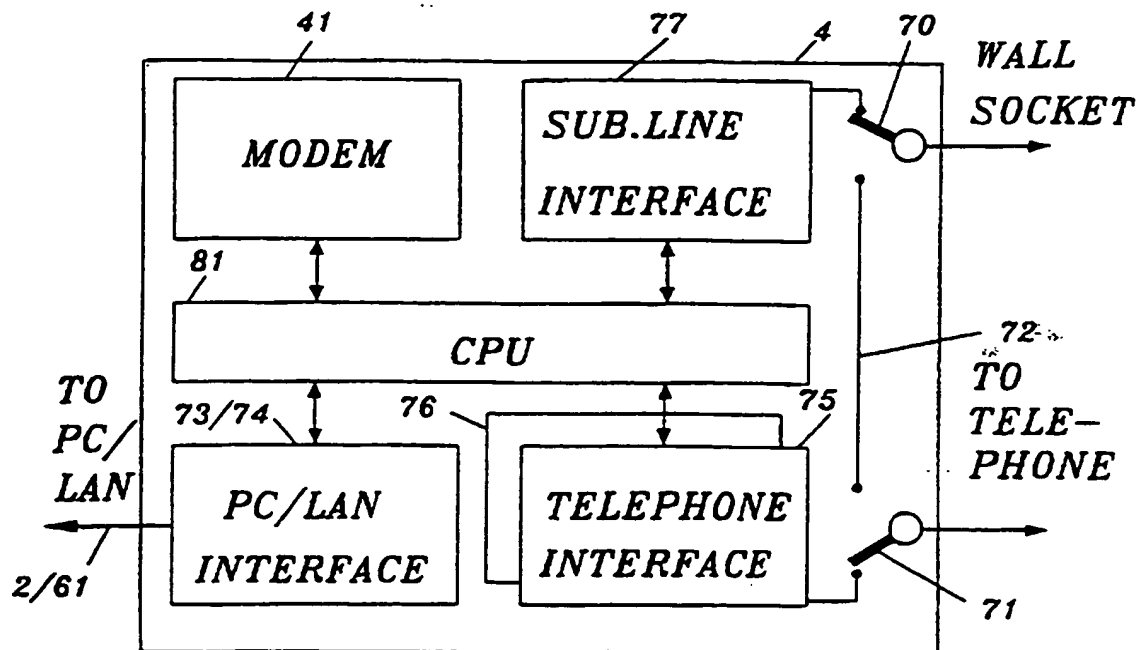 41
77
4
70
WALL
SOCKET
MODEM
SUB.LINE
INTERFACE
81
CPU
72
TO
PC/
LAN
73/74
76
75
TO
TELE-
PHONE
PC/LAN
INTERFACE
TELEPHONE
INTERFACE
2/61
71